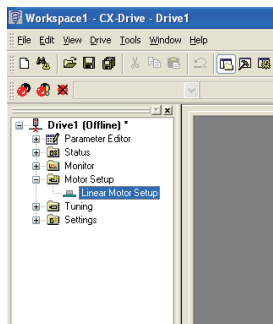 Workspace1 - CX-Drive - Drive1
File Edit View Drive Tools Window Help
Drive1 (Offline) *
Parameter Editor
Status
Monitor
Motor Setup
Linear Motor Setup
Tuning
Settings